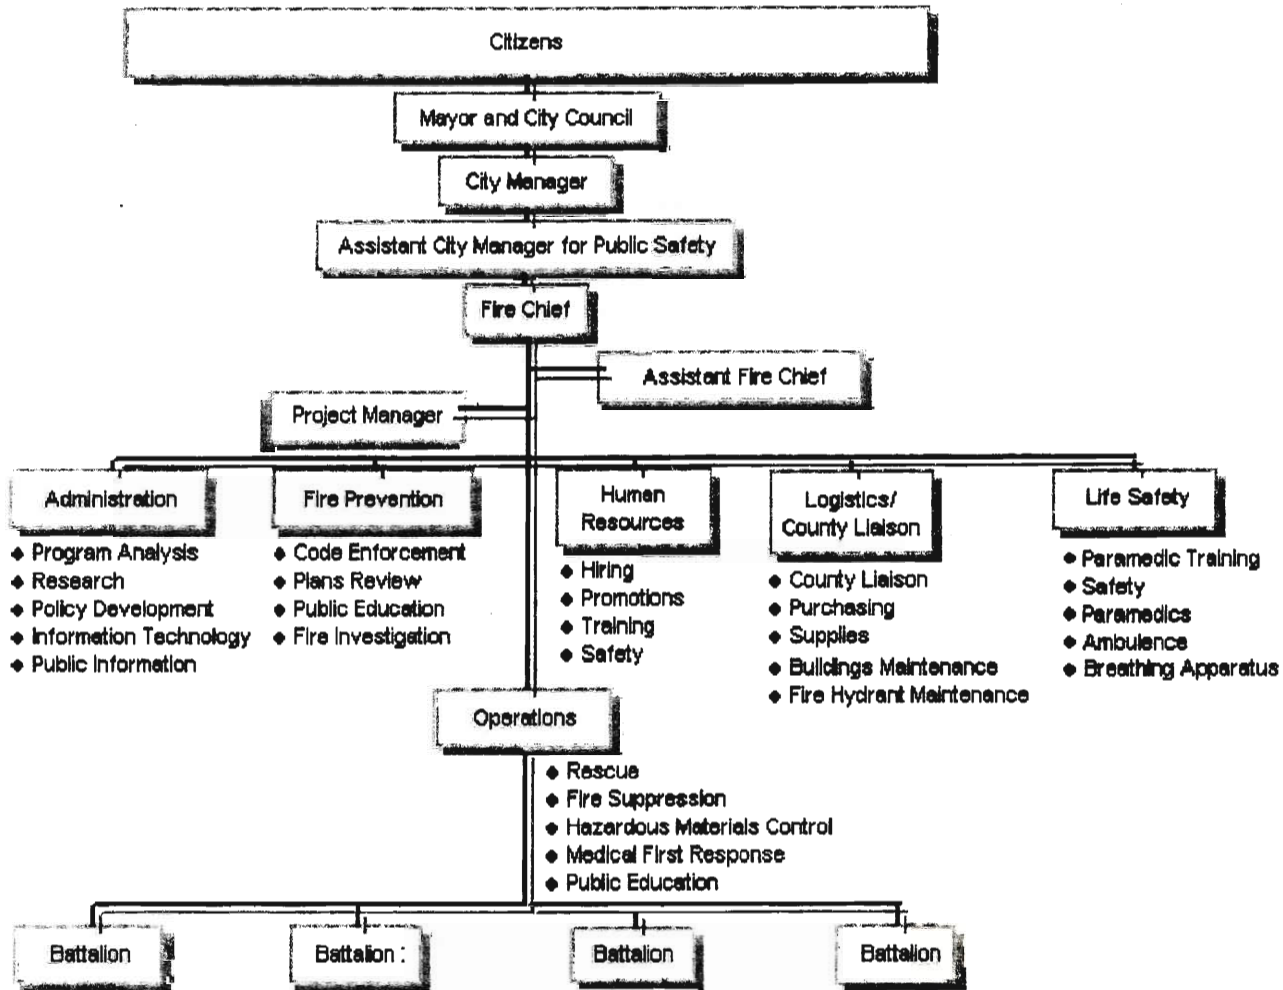 Citizens
Mayor and City Council
City Manager
Assistant City Manager for Public Safety
Fire Chief
Assistant Fire Chief
Project Manager
Administration
◆ Program Analysis
◆ Research
◆ Policy Development
◆ Information Technology
◆ Public Information
Fire Prevention
◆ Code Enforcement
◆ Plans Review
◆ Public Education
◆ Fire Investigation
Human
Resources
◆ Hiring
◆ Promotions
◆ Training
◆ Safety
Logistics/
County Liaison
◆ County Liaison
◆ Purchasing
◆ Supplies
◆ Buildings Maintenance
◆ Fire Hydrant Maintenance
Life Safety
◆ Paramedic Training
◆ Safety
◆ Paramedics
◆ Ambulence
◆ Breathing Apparatus
Operations
◆ Rescue
◆ Fire Suppression
◆ Hazardous Materials Control
◆ Medical First Response
◆ Public Education
Battalion
Battalion
Battalion
Battalion